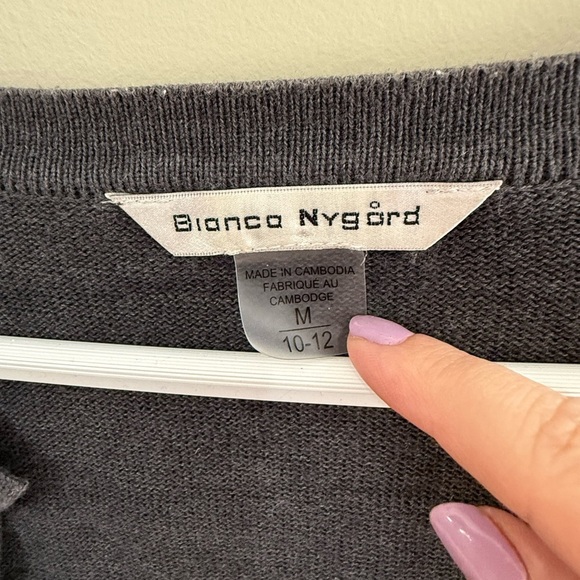 Bianca Nygård
MADE IN CAMBODIA
FABRIQUE AU
CAMBODGE
M
10-12